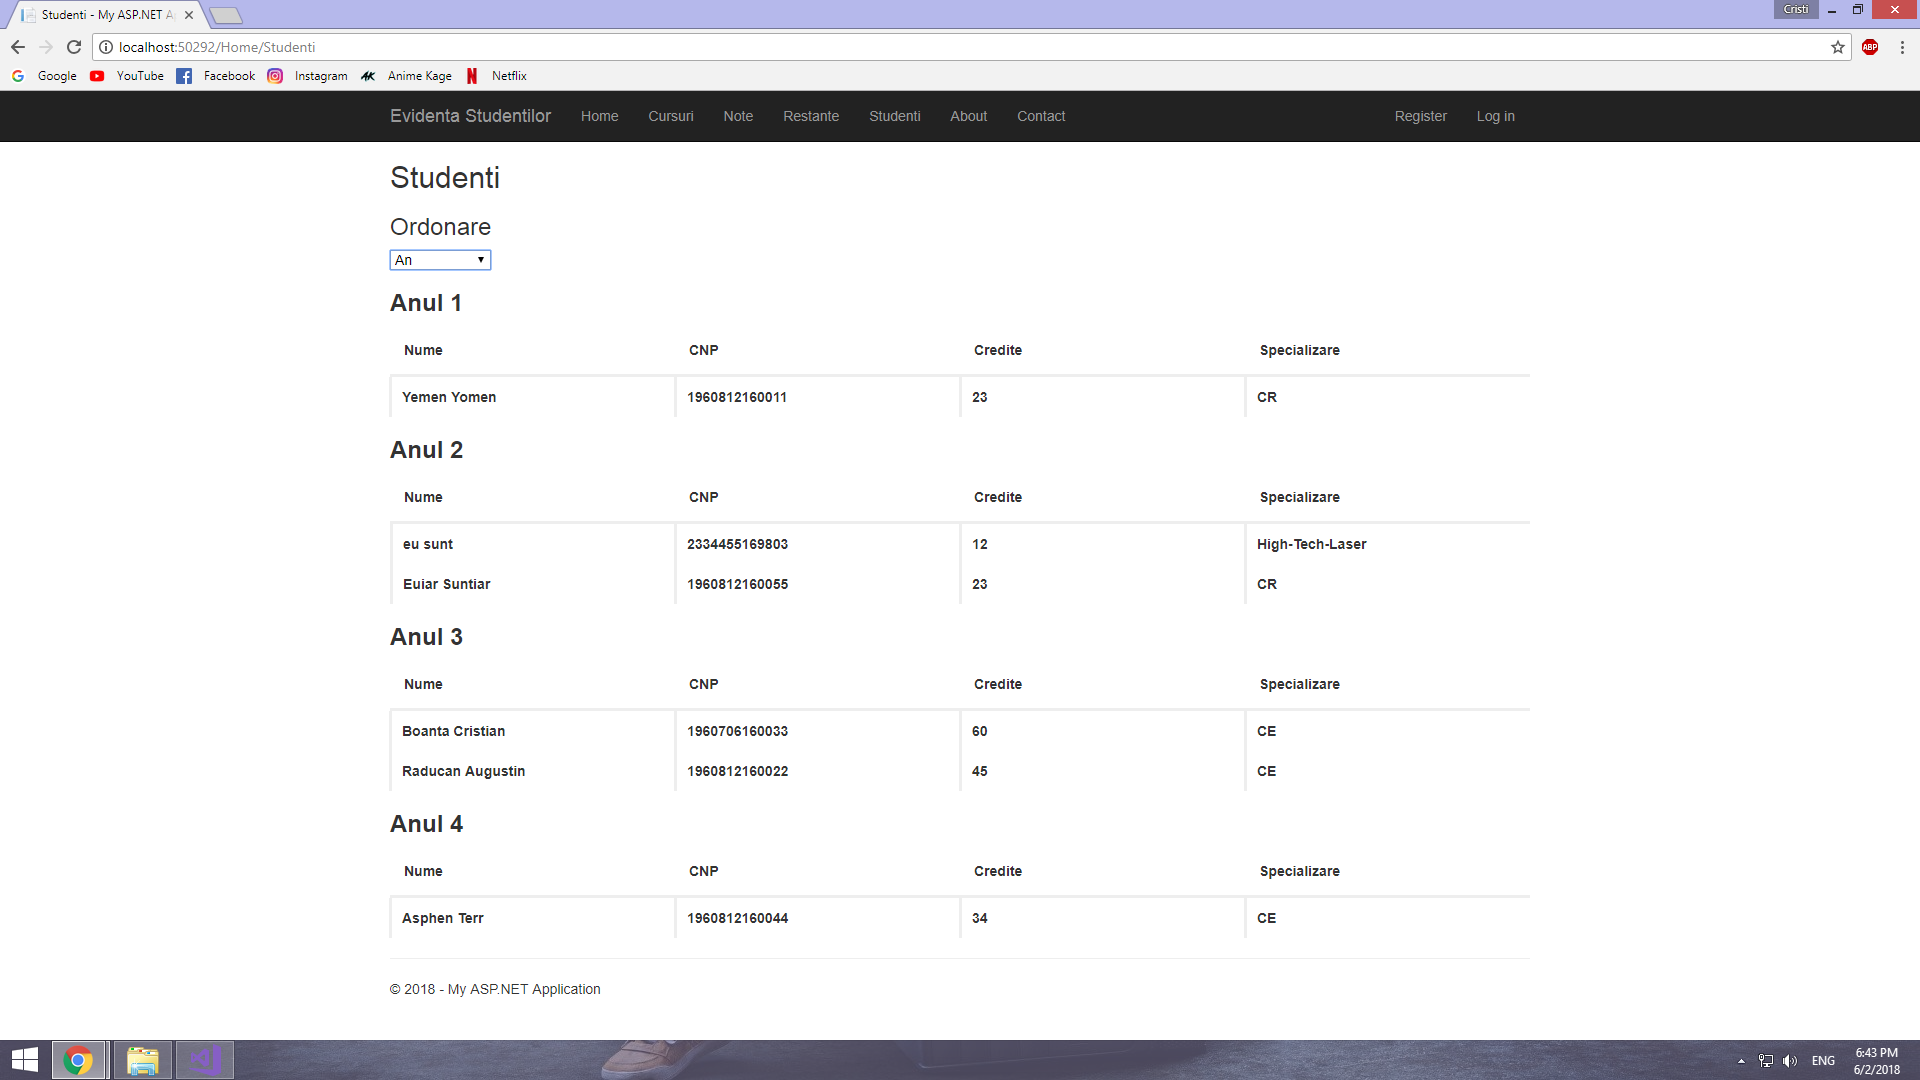 Studenti - My ASP.NET A
Cristi
localhost:50292/Home/Studenti
ABP
Google YouTube Facebook Instagram Anime Kage Netflix
Evidenta Studentilor Home Cursuri Note Restante Studenti About Contact Register Log in
Studenti
Ordonare
An
Anul 1
Nume CNP Credite Specializare
Yemen Yomen 1960812160011 23 CR
Anul 2
Nume CNP Credite Specializare
eu sunt 2334455169803 12 High-Tech-Laser
Euiar Suntiar 1960812160055 23 CR
Anul 3
Nume CNP Credite Specializare
Boanta Cristian 1960706160033 60 CE
Raducan Augustin 1960812160022 45 CE
Anul 4
Nume CNP Credite Specializare
Asphen Terr 1960812160044 34 CE
© 2018 - My ASP.NET Application
ENG
6:43 PM
6/2/2018